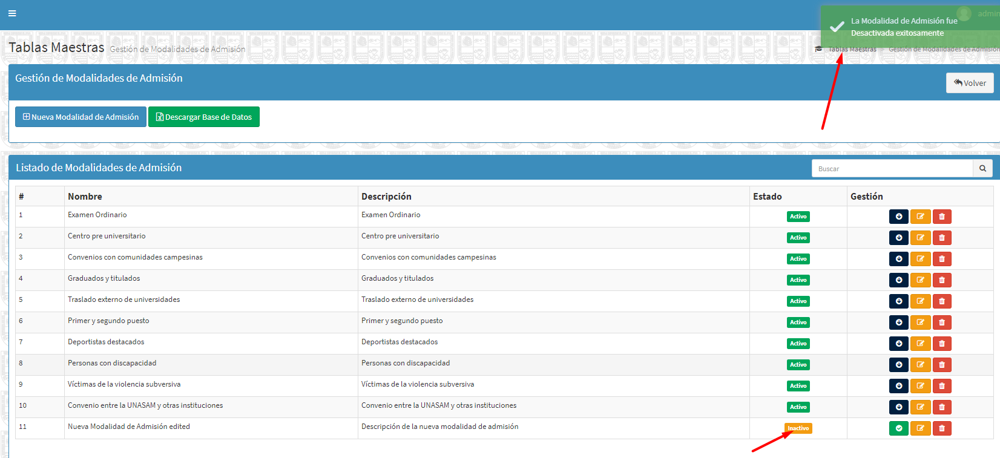 admin
La Modalidad de Admisión fue
Desactivada exitosamente
Tablas Maestras Gestión de Modalidades de Admisión
Tablas Maestras Gestión de Modalidades de Admisión
Gestión de Modalidades de Admisión
Volver
Nueva Modalidad de Admisión Descargar Base de Datos
Listado de Modalidades de Admisión
Buscar
# Nombre Descripción Estado Gestión
1 Examen Ordinario Examen Ordinario Activo
2 Centro pre universitario Centro pre universitario Activo
3 Convenios con comunidades campesinas Convenios con comunidades campesinas Activo
4 Graduados y titulados Graduados y titulados Activo
5 Traslado externo de universidades Traslado externo de universidades Activo
6 Primer y segundo puesto Primer y segundo puesto Activo
7 Deportistas destacados Deportistas destacados Activo
8 Personas con discapacidad Personas con discapacidad Activo
9 Víctimas de la violencia subversiva Víctimas de la violencia subversiva Activo
10 Convenio entre la UNASAM y otras instituciones Convenio entre la UNASAM y otras instituciones Activo
11 Nueva Modalidad de Admisión edited Descripción de la nueva modalidad de admisión Inactivo